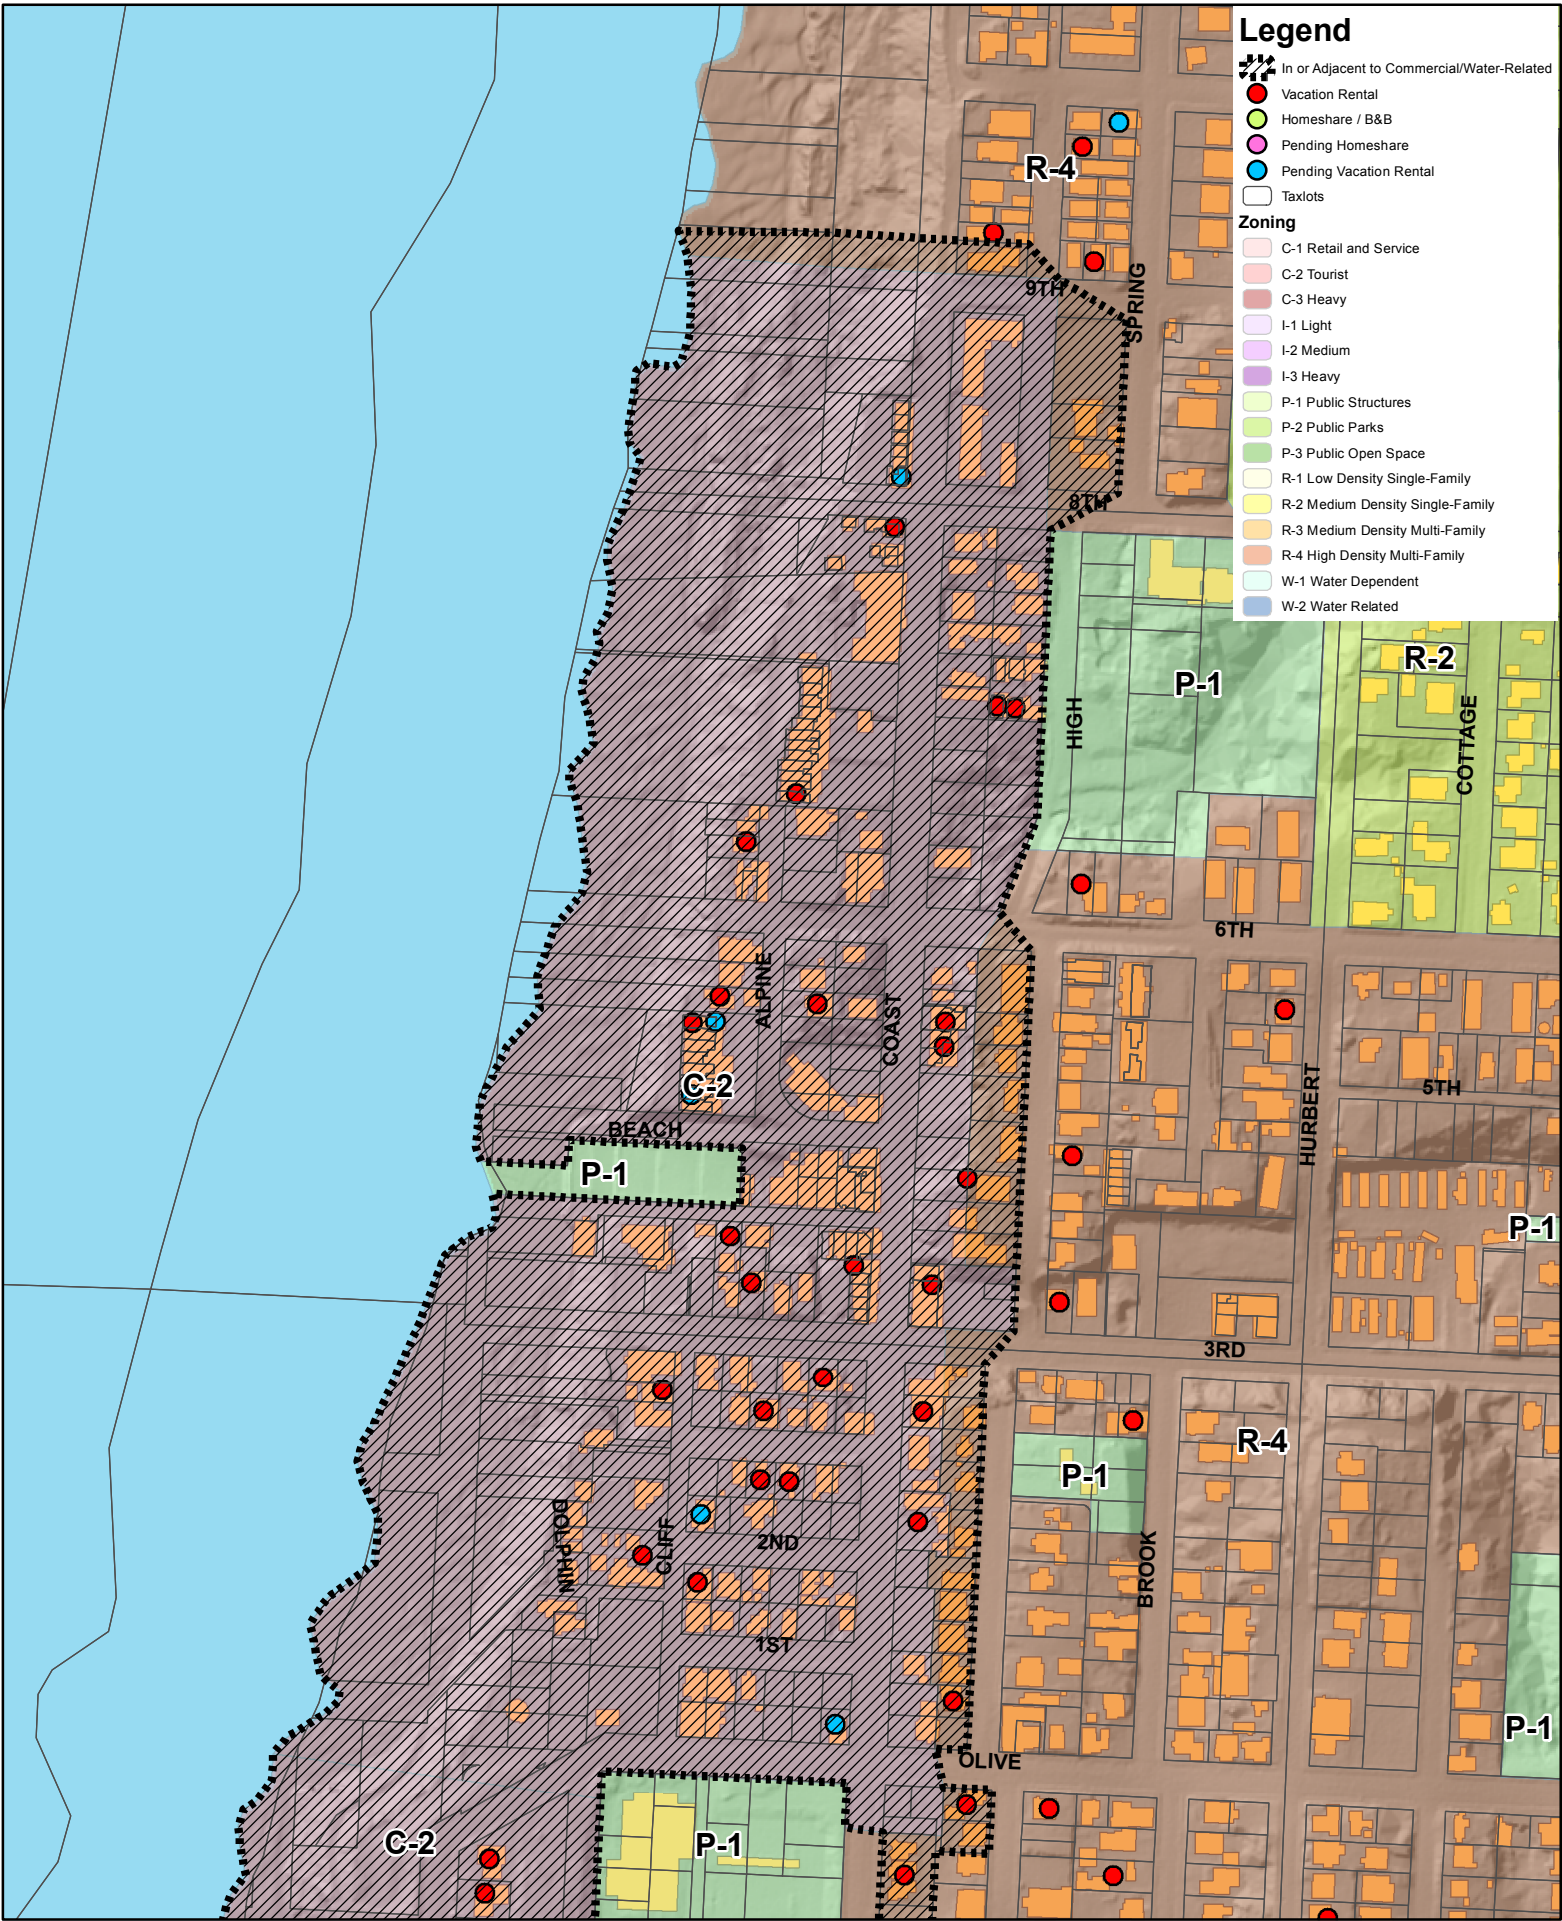 Legend
In or Adjacent to Commercial/Water-Related
Vacation Rental
Homeshare / B&B
Pending Homeshare
Pending Vacation Rental
Taxlots
Zoning
C-1 Retail and Service
C-2 Tourist
C-3 Heavy
I-1 Light
I-2 Medium
I-3 Heavy
P-1 Public Structures
P-2 Public Parks
P-3 Public Open Space
R-1 Low Density Single-Family
R-2 Medium Density Single-Family
R-3 Medium Density Multi-Family
R-4 High Density Multi-Family
W-1 Water Dependent
W-2 Water Related
R-4
9TH
SPRING
8TH
R-2
P-1
HIGH
COTTAGE
6TH
ALPINE
COAST
C-2
5TH
HURBERT
BEACH
P-1
P-1
3RD
R-4
P-1
DOLPHIN
CLIFF
2ND
BROOK
1ST
P-1
OLIVE
C-2
P-1